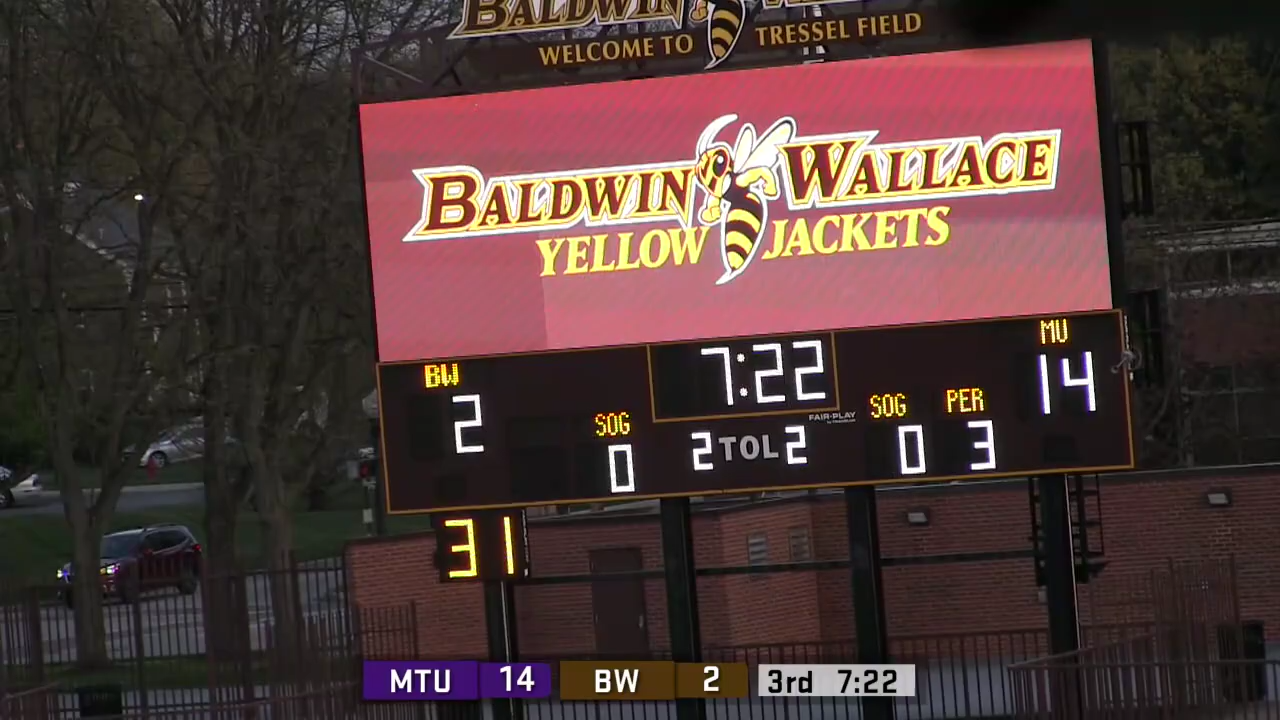 BALDWIN WALLACE
WELCOME TO TRESSEL FIELD
BALDWIN WALLACE
YELLOW JACKETS
BW 7:22 MU
2 14
SOG SOG PER
0 2 TOL 2 0 3
FAIR-PLAY
31
MTU 14 BW 2 3rd 7:22